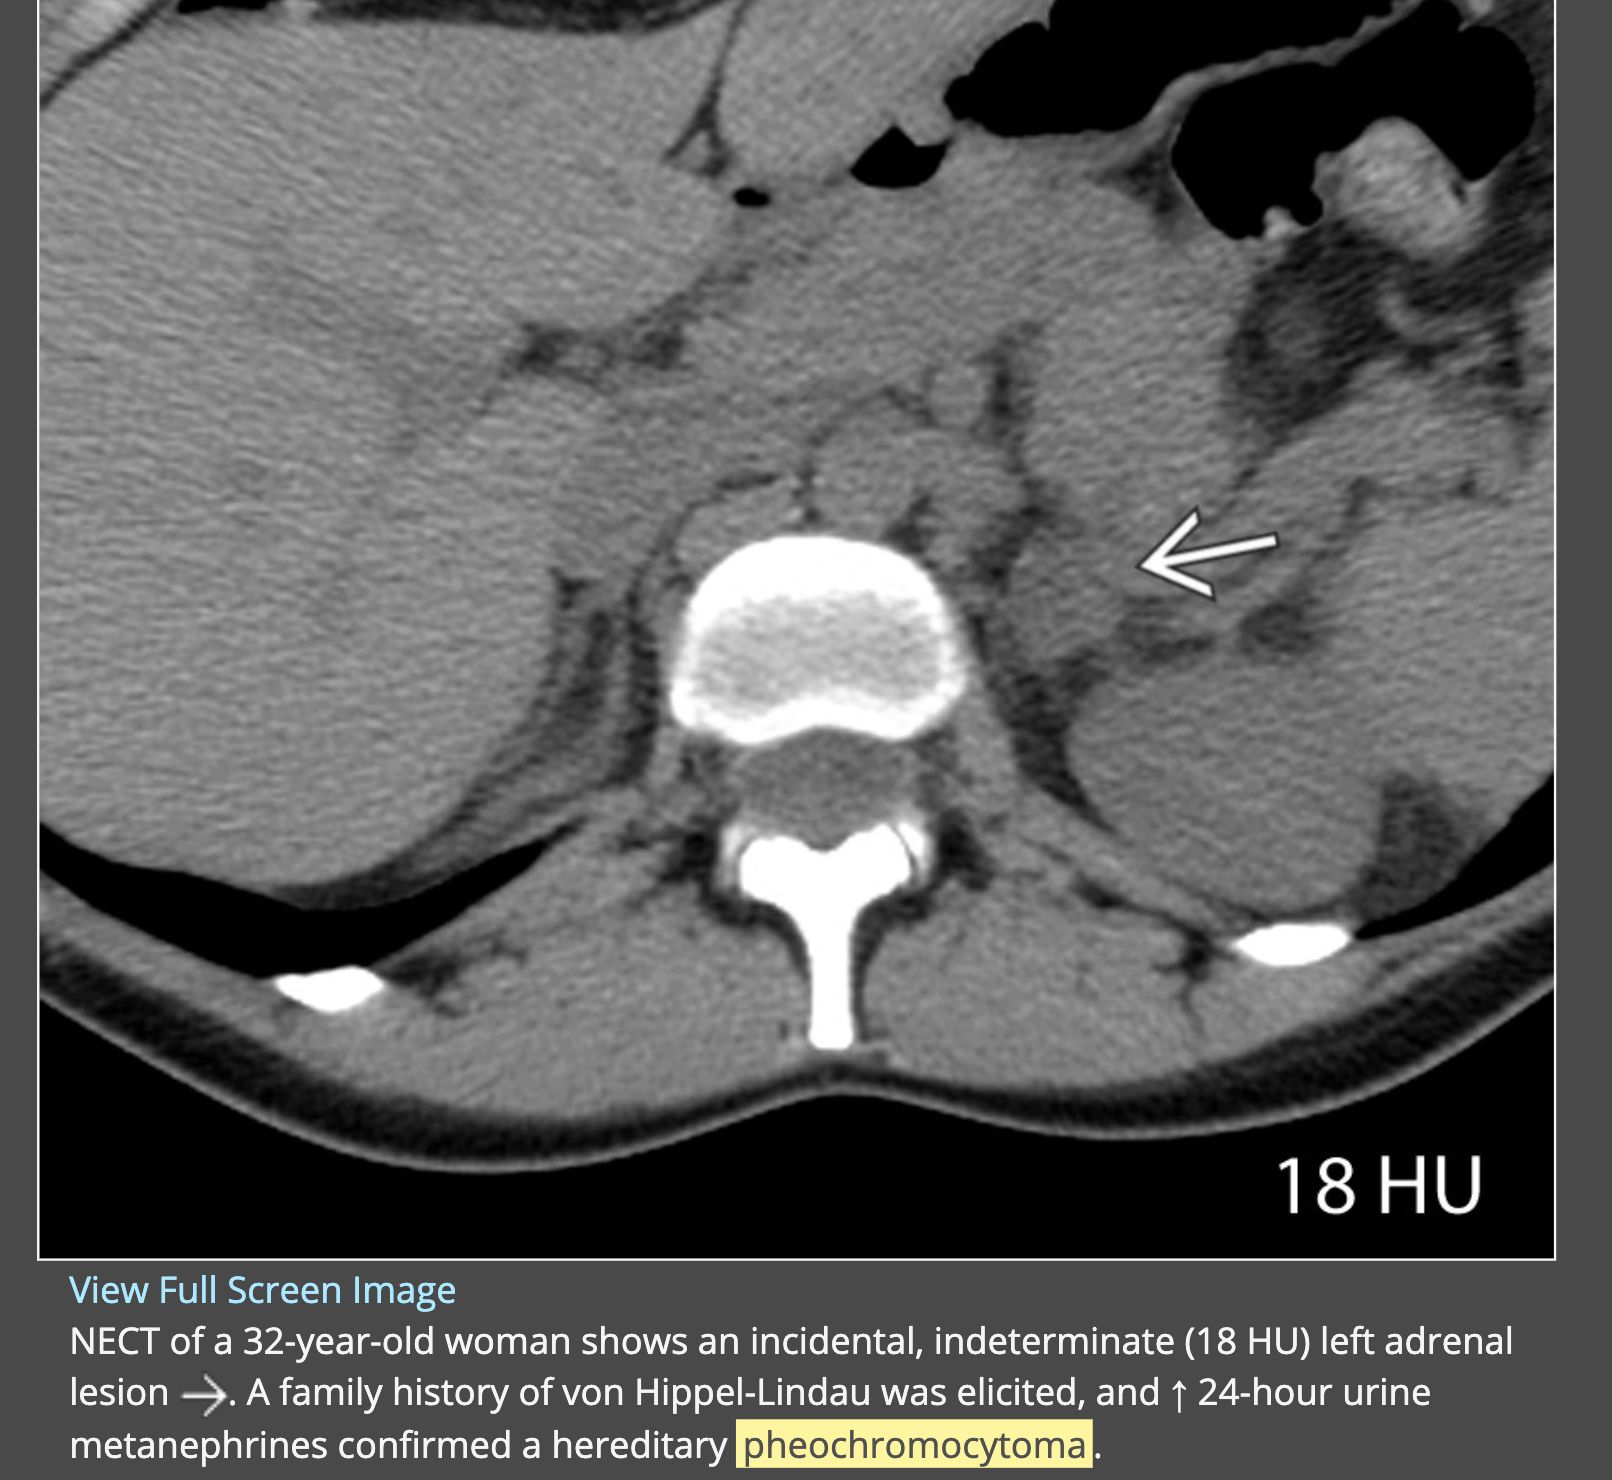 18 HU
View Full Screen Image
NECT of a 32-year-old woman shows an incidental, indeterminate (18 HU) left adrenal
lesion →. A family history of von Hippel-Lindau was elicited, and ↑ 24-hour urine
metanephrines confirmed a hereditary pheochromocytoma.